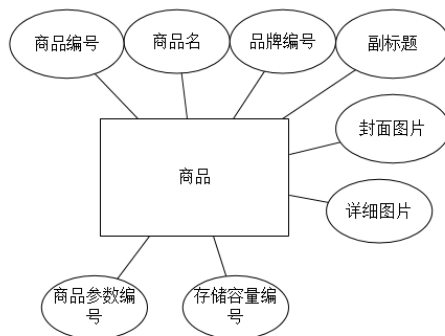 商品编号
商品名
品牌编号
副标题
封面图片
商品
详细图片
商品参数编
号
存储容量编
号